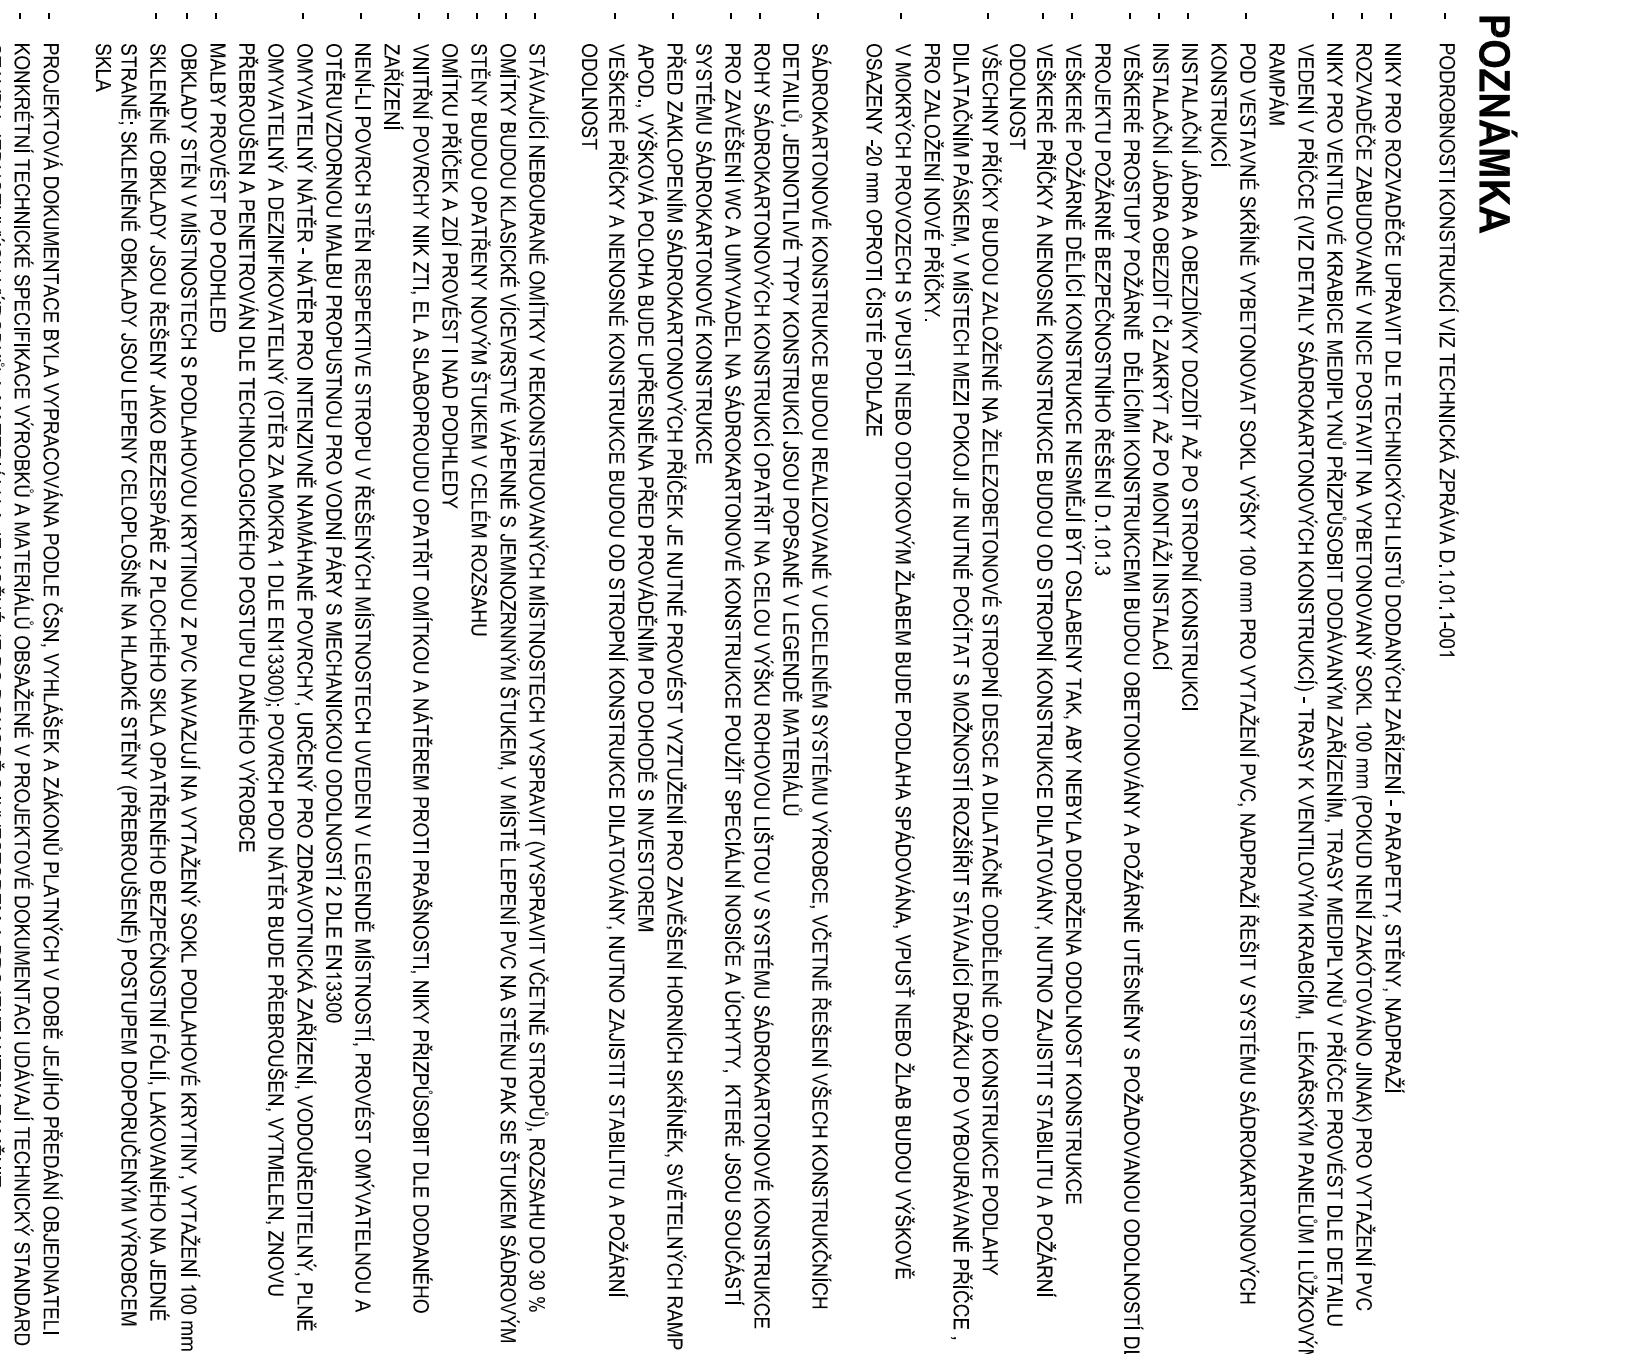 POZNÁMKA
- PODROBNOSTI KONSTRUKCÍ VIZ TECHNICKÁ ZPRÁVA D.1.01.1-001
- NIKY PRO ROZVADĚČE UPRAVIT DLE TECHNICKÝCH LISTŮ DODANÝCH ZAŘÍZENÍ - PARAPETY, STĚNY, NADPRAŽÍ
- ROZVADĚČE ZABUDOVANÉ V NICE POSTAVIT NA VYBETONOVANÝ SOKL 100 mm (POKUD NENÍ ZAKÓTOVÁNO JINAK) PRO VYTAŽENÍ PVC
- NIKY PRO VENTILOVÉ KRABICE MEDIPLYNŮ PŘIZPŮSOBIT DODÁVANÝM ZAŘÍZENÍM, TRASY MEDIPLYNŮ V PŘÍČCE PROVÉST DLE DETAILU
VEDENÍ V PŘÍČCE (VIZ DETAILY SÁDROKARTONOVÝCH KONSTRUKCÍ) - TRASY K VENTILOVÝM KRABICÍM, LÉKAŘSKÝM PANELŮM I LŮŽKOVÝM
RAMPÁM
- POD VESTAVNÉ SKŘÍNĚ VYBETONOVAT SOKL VÝŠKY 100 mm PRO VYTAŽENÍ PVC, NADPRAŽÍ ŘEŠIT V SYSTÉMU SÁDROKARTONOVÝCH
KONSTRUKCÍ
- INSTALAČNÍ JÁDRA A OBEZDÍVKY DOZDÍT AŽ PO STROPNÍ KONSTRUKCI
- INSTALAČNÍ JÁDRA OBEZDÍT ČI ZAKRÝT AŽ PO MONTÁŽI INSTALACÍ
- VEŠKERÉ PROSTUPY POŽÁRNĚ DĚLÍCÍMI KONSTRUKCEMI BUDOU OBETONOVÁNY A POŽÁRNĚ UTĚSNĚNY S POŽADOVANOU ODOLNOSTÍ DLE
PROJEKTU POŽÁRNĚ BEZPEČNOSTNÍHO ŘEŠENÍ D.1.01.3
- VEŠKERÉ POŽÁRNĚ DĚLÍCÍ KONSTRUKCE NESMĚJÍ BÝT OSLABENY TAK, ABY NEBYLA DODRŽENA ODOLNOST KONSTRUKCE
- VEŠKERÉ PŘÍČKY A NENOSNÉ KONSTRUKCE BUDOU OD STROPNÍ KONSTRUKCE DILATOVÁNY, NUTNO ZAJISTIT STABILITU A POŽÁRNÍ
ODOLNOST
- VŠECHNY PŘÍČKY BUDOU ZALOŽENÉ NA ŽELEZOBETONOVÉ STROPNÍ DESCE A DILATAČNĚ ODDĚLENÉ OD KONSTRUKCE PODLAHY
DILATAČNÍM PÁSKEM, V MÍSTECH MEZI POKOJI JE NUTNÉ POČÍTAT S MOŽNOSTÍ ROZŠÍŘIT STÁVAJÍCÍ DRÁŽKU PO VYBOURÁVANÉ PŘÍČCE ,
PRO ZALOŽENÍ NOVÉ PŘÍČKY.
- V MOKRÝCH PROVOZECH S VPUSTÍ NEBO ODTOKOVÝM ŽLABEM BUDE PODLAHA SPÁDOVÁNA, VPUSŤ NEBO ŽLAB BUDOU VÝŠKOVĚ
OSAZENY -20 mm OPROTI ČISTÉ PODLAZE
- SÁDROKARTONOVÉ KONSTRUKCE BUDOU REALIZOVANÉ V UCELENÉM SYSTÉMU VÝROBCE, VČETNĚ ŘEŠENÍ VŠECH KONSTRUKČNÍCH
DETAILŮ, JEDNOTLIVÉ TYPY KONSTRUKCÍ JSOU POPSANÉ V LEGENDĚ MATERIÁLŮ
- ROHY SÁDROKARTONOVÝCH KONSTRUKCÍ OPATŘIT NA CELOU VÝŠKU ROHOVOU LIŠTOU V SYSTÉMU SÁDROKARTONOVÉ KONSTRUKCE
- PRO ZAVĚŠENÍ WC A UMYVADEL NA SÁDROKARTONOVÉ KONSTRUKCE POUŽÍT SPECIÁLNÍ NOSIČE A ÚCHYTY, KTERÉ JSOU SOUČÁSTÍ
SYSTÉMU SÁDROKARTONOVÉ KONSTRUKCE
- PŘED ZAKLOPENÍM SÁDROKARTONOVÝCH PŘÍČEK JE NUTNÉ PROVÉST VYZTUŽENÍ PRO ZAVĚŠENÍ HORNÍCH SKŘÍNĚK, SVĚTELNÝCH RAMP
APOD., VÝŠKOVÁ POLOHA BUDE UPŘESNĚNA PŘED PROVÁDĚNÍM PO DOHODĚ S INVESTOREM
- VEŠKERÉ PŘÍČKY A NENOSNÉ KONSTRUKCE BUDOU OD STROPNÍ KONSTRUKCE DILATOVÁNY, NUTNO ZAJISTIT STABILITU A POŽÁRNÍ
ODOLNOST
- STÁVAJÍCÍ NEBOURANÉ OMÍTKY V REKONSTRUOVANÝCH MÍSTNOSTECH VYSPRAVIT (VYSPRAVIT VČETNĚ STROPŮ), ROZSAHU DO 30 %
- OMÍTKY BUDOU KLASICKÉ VÍCEVRSTVÉ VÁPENNÉ S JEMNOZRNNÝM ŠTUKEM, V MÍSTĚ LEPENÍ PVC NA STĚNU PAK SE ŠTUKEM SÁDROVÝM
- STĚNY BUDOU OPATŘENY NOVÝM ŠTUKEM V CELÉM ROZSAHU
- OMÍTKU PŘÍČEK A ZDÍ PROVÉST I NAD PODHLEDY
- VNITŘNÍ POVRCHY NIK ZTI, EL A SLABOPROUDU OPATŘIT OMÍTKOU A NÁTĚREM PROTI PRAŠNOSTI, NIKY PŘIZPŮSOBIT DLE DODANÉHO
ZAŘÍZENÍ
- NENÍ-LI POVRCH STĚN RESPEKTIVE STROPU V ŘEŠENÝCH MÍSTNOSTECH UVEDEN V LEGENDĚ MÍSTNOSTÍ, PROVÉST OMÝVATELNOU A
OTĚRUVZDORNOU MALBU PROPUSTNOU PRO VODNÍ PÁRY S MECHANICKOU ODOLNOSTÍ 2 DLE EN13300
- OMYVATELNÝ NÁTĚR - NÁTĚR PRO INTENZIVNĚ NAMÁHANÉ POVRCHY, URČENÝ PRO ZDRAVOTNICKÁ ZAŘÍZENÍ, VODOUŘEDITELNÝ, PLNĚ
OMYVATELNÝ A DEZINFIKOVATELNÝ (OTĚR ZA MOKRA 1 DLE EN13300); POVRCH POD NÁTĚR BUDE PŘEBROUŠEN, VYTMELEN, ZNOVU
PŘEBROUŠEN A PENETROVÁN DLE TECHNOLOGICKÉHO POSTUPU DANÉHO VÝROBCE
- MALBY PROVÉST PO PODHLED
- OBKLADY STĚN V MÍSTNOSTECH S PODLAHOVOU KRYTINOU Z PVC NAVAZUJÍ NA VYTAŽENÝ SOKL PODLAHOVÉ KRYTINY, VYTAŽENÍ 100 mm
- SKLENĚNÉ OBKLADY JSOU ŘEŠENY JAKO BEZESPÁRÉ Z PLOCHÉHO SKLA OPATŘENÉHO BEZPEČNOSTNÍ FÓLIÍ, LAKOVANÉHO NA JEDNÉ
STRANĚ; SKLENĚNÉ OBKLADY JSOU LEPENY CELOPLOŠNĚ NA HLADKÉ STĚNY (PŘEBROUŠENÉ) POSTUPEM DOPORUČENÝM VÝROBCEM
SKLA
- PROJEKTOVÁ DOKUMENTACE BYLA VYPRACOVÁNA PODLE ČSN, VYHLÁŠEK A ZÁKONŮ PLATNÝCH V DOBĚ JEJÍHO PŘEDÁNÍ OBJEDNATELI
- KONKRÉTNÍ TECHNICKÉ SPECIFIKACE VÝROBKŮ A MATERIÁLŮ OBSAŽENÉ V PROJEKTOVÉ DOKUMENTACI UDÁVAJÍ TECHNICKÝ STANDARD